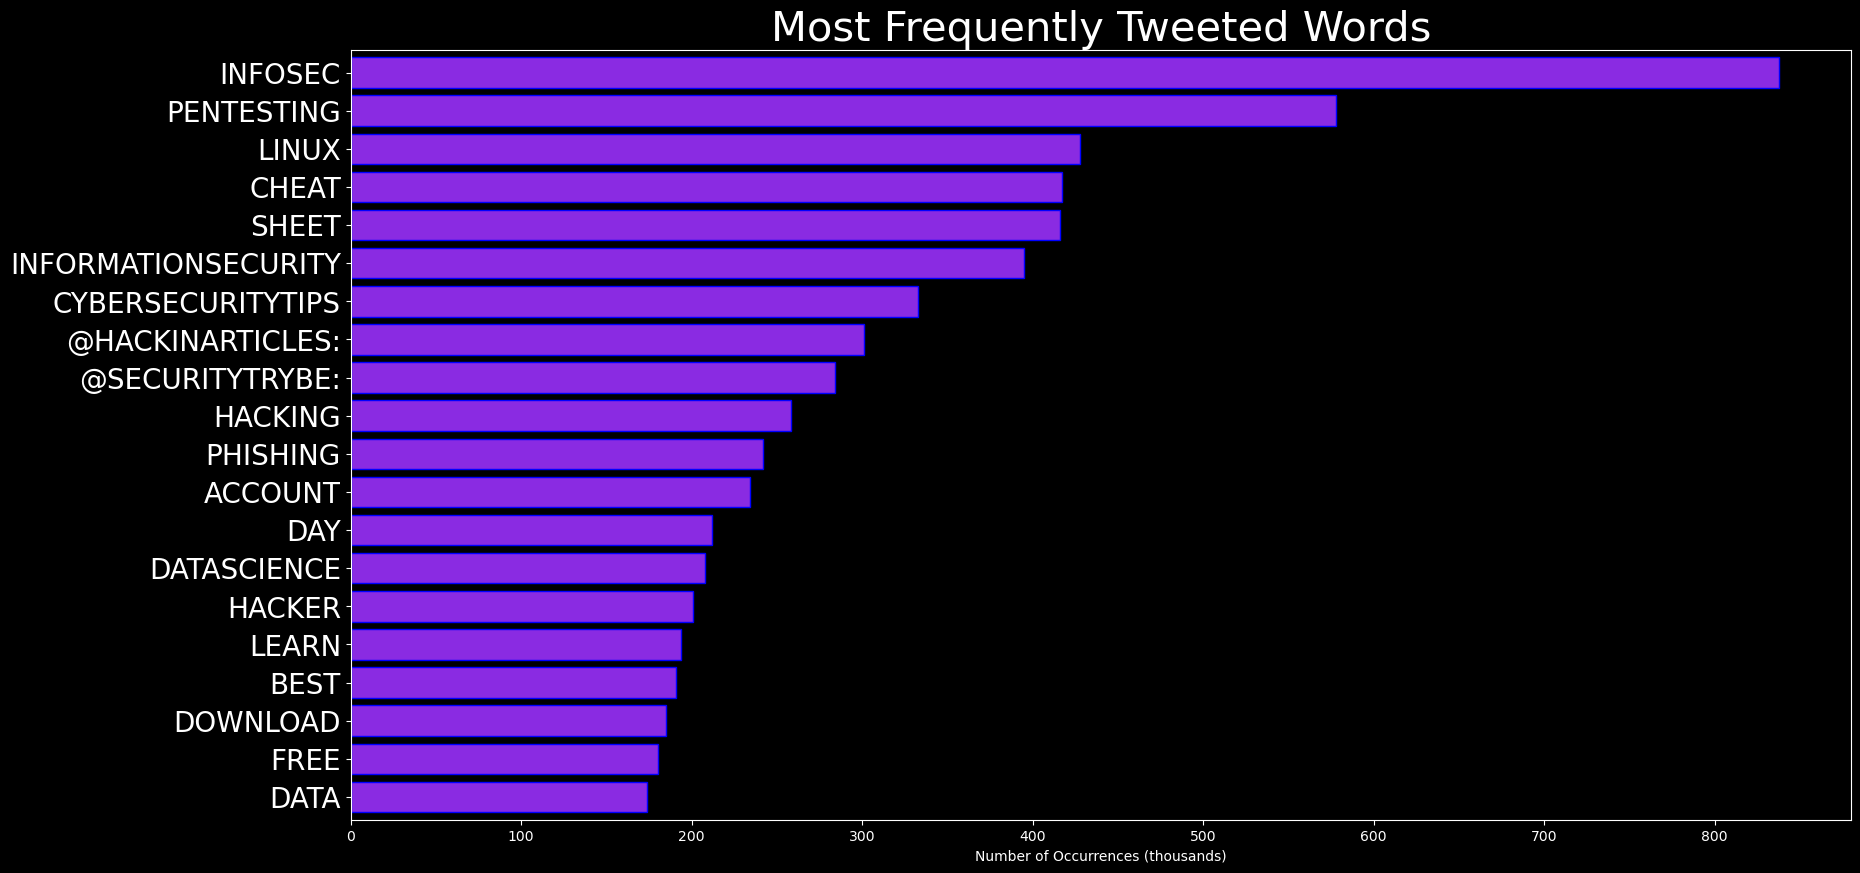 Most Frequently Tweeted Words
INFOSEC
PENTESTING
LINUX
CHEAT
SHEET
INFORMATIONSECURITY
CYBERSECURITYTIPS
@HACKINARTICLES:
@SECURITYTRYBE:
HACKING
PHISHING
ACCOUNT
DAY
DATASCIENCE
HACKER
LEARN
BEST
DOWNLOAD
FREE
DATA
0 100 200 300 400 500 600 700 800
Number of Occurrences (thousands)